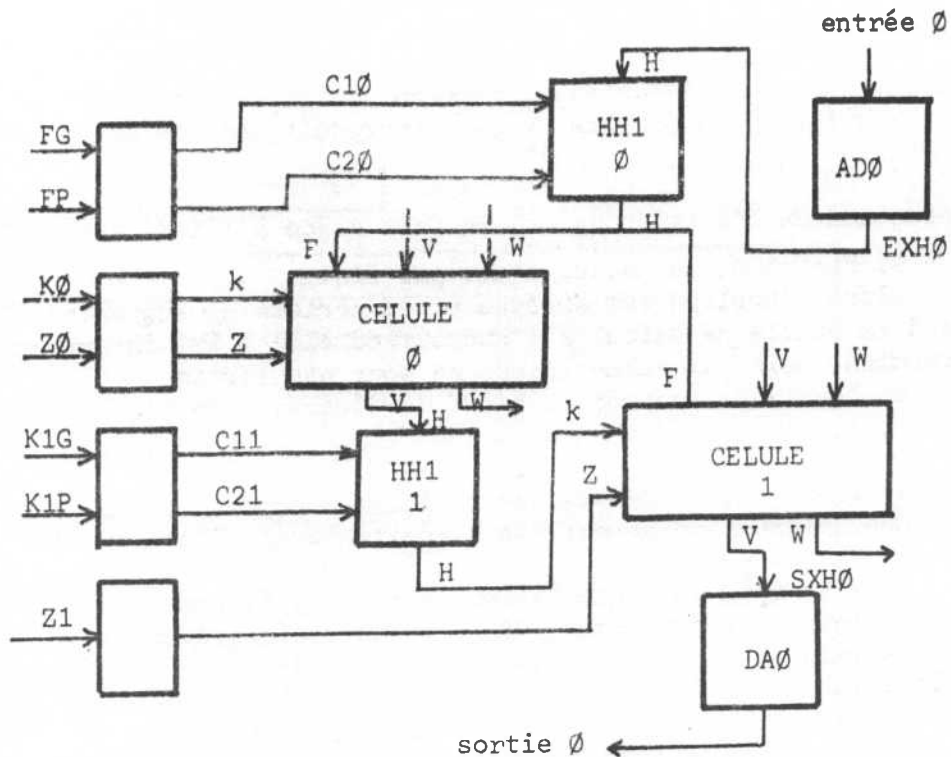 entrée Ø
H
C1Ø
HH1
Ø
FG
C2Ø
ADØ
FP
H
EXHØ
F
V
W
KØ
k
CELULE
Ø
ZØ
Z
V
W
F
V
W
H
k
K1G
C11
HH1
1
CELULE
1
Z
K1P
C21
V
W
H
SXHØ
Z1
DAØ
sortie Ø